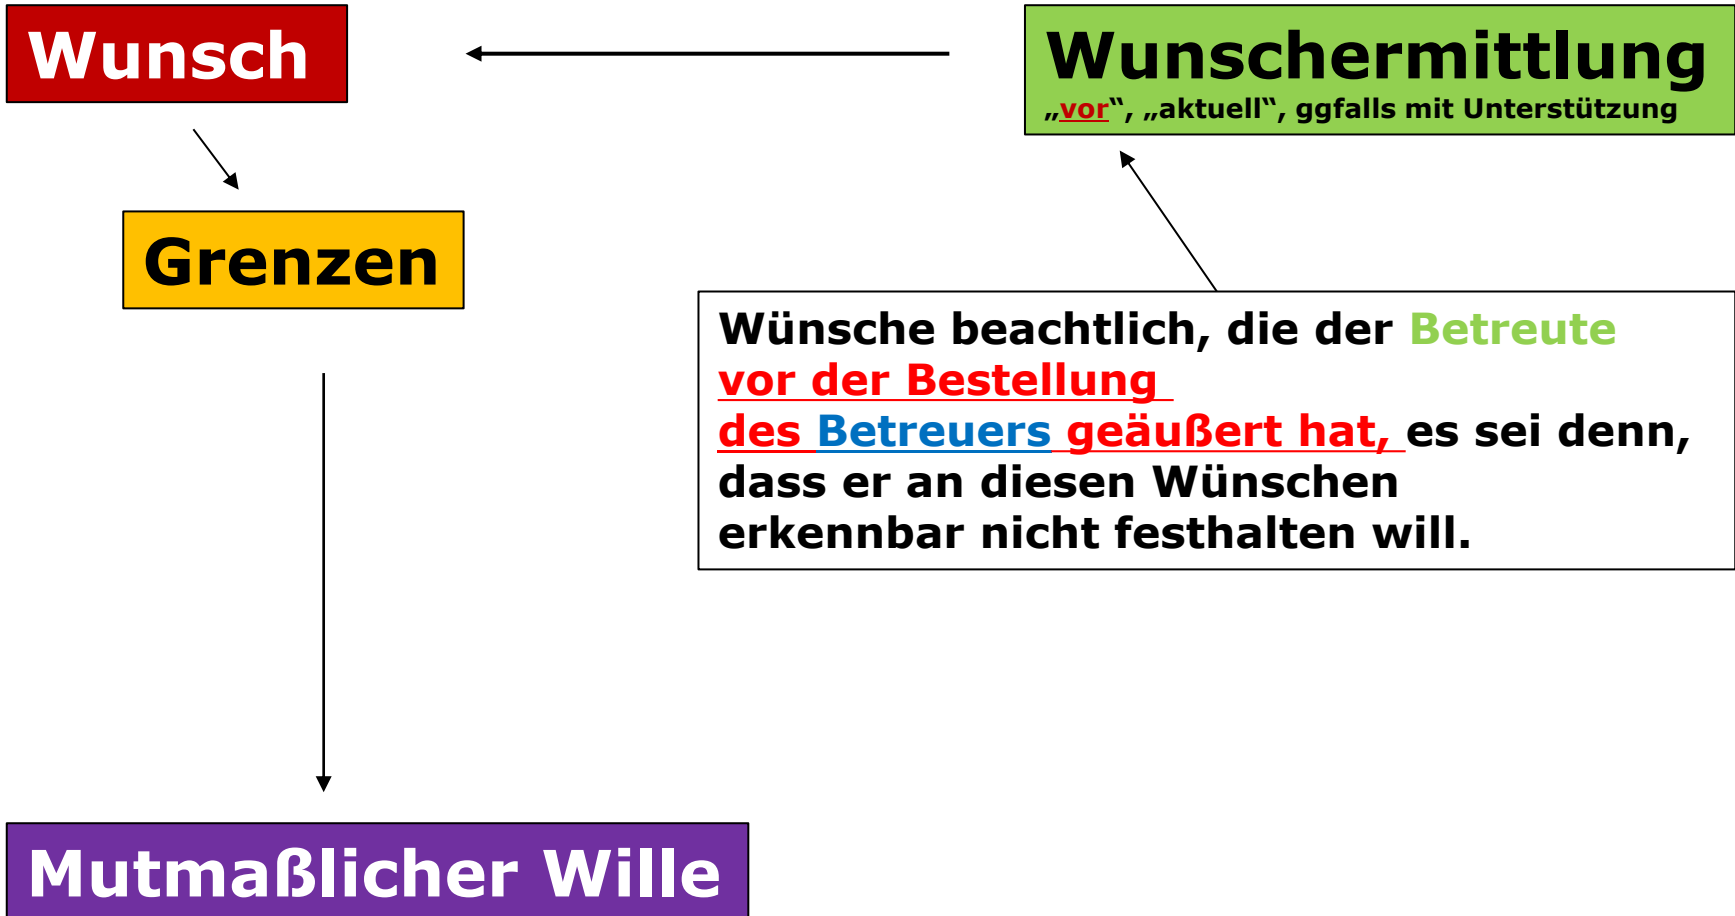 Wunsch
Wunschermittlung
„vor“, „aktuell“, ggfalls mit Unterstützung
Grenzen
Wünsche beachtlich, die der Betreute
vor der Bestellung
des Betreuers geäußert hat, es sei denn,
dass er an diesen Wünschen
erkennbar nicht festhalten will.
Mutmaßlicher Wille